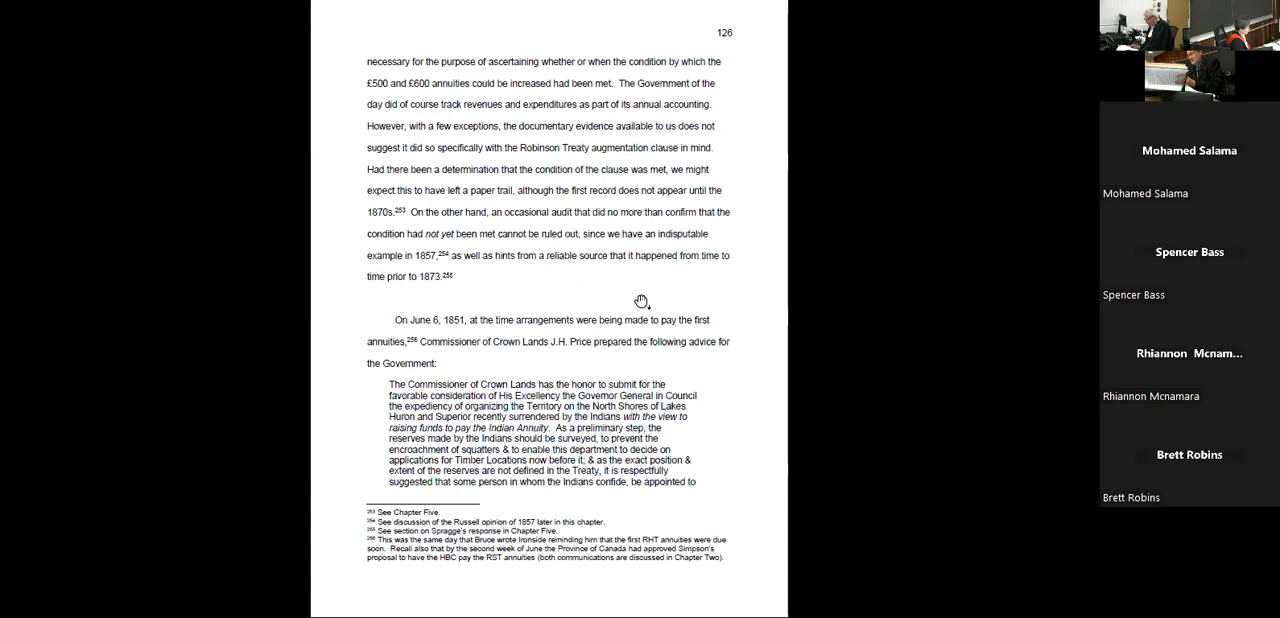 126
necessary for the purpose of ascertaining whether or when the condition by which the
£500 and £600 annuities could be increased had been met.  The Government of the
day did of course track revenues and expenditures as part of its annual accounting.
However, with a few exceptions, the documentary evidence available to us does not
suggest it did so specifically with the Robinson Treaty augmentation clause in mind.
Had there been a determination that the condition of the clause was met, we might
expect this to have left a paper trail, although the first record does not appear until the
1870s.253  On the other hand, an occasional audit that did no more than confirm that the
condition had not yet been met cannot be ruled out, since we have an indisputable
example in 1857,254 as well as hints from a reliable source that it happened from time to
time prior to 1873.255
On June 6, 1851, at the time arrangements were being made to pay the first
annuities,256 Commissioner of Crown Lands J.H. Price prepared the following advice for
the Government:
The Commissioner of Crown Lands has the honor to submit for the
favorable consideration of His Excellency the Governor General in Council
the expediency of organizing the Territory on the North Shores of Lakes
Huron and Superior recently surrendered by the Indians with the view to
raising funds to pay the Indian Annuity.  As a preliminary step, the
reserves made by the Indians should be surveyed, to prevent the
encroachment of squatters & to enable this department to decide on
applications for Timber Locations now before it; & as the exact position &
extent of the reserves are not defined in the Treaty, it is respectfully
suggested that some person in whom the Indians confide, be appointed to
253 See Chapter Five.
254 See discussion of the Russell opinion of 1857 later in this chapter.
255 See section on Spragge's response in Chapter Five.
256 This was the same day that Bruce wrote Ironside reminding him that the first RHT annuities were due
soon.  Recall also that by the second week of June the Province of Canada had approved Simpson's
proposal to have the HBC pay the RST annuities (both communications are discussed in Chapter Two).
Mohamed Salama
Mohamed Salama
Spencer Bass
Spencer Bass
Rhiannon  Mcnam...
Rhiannon Mcnamara
Brett Robins
Brett Robins